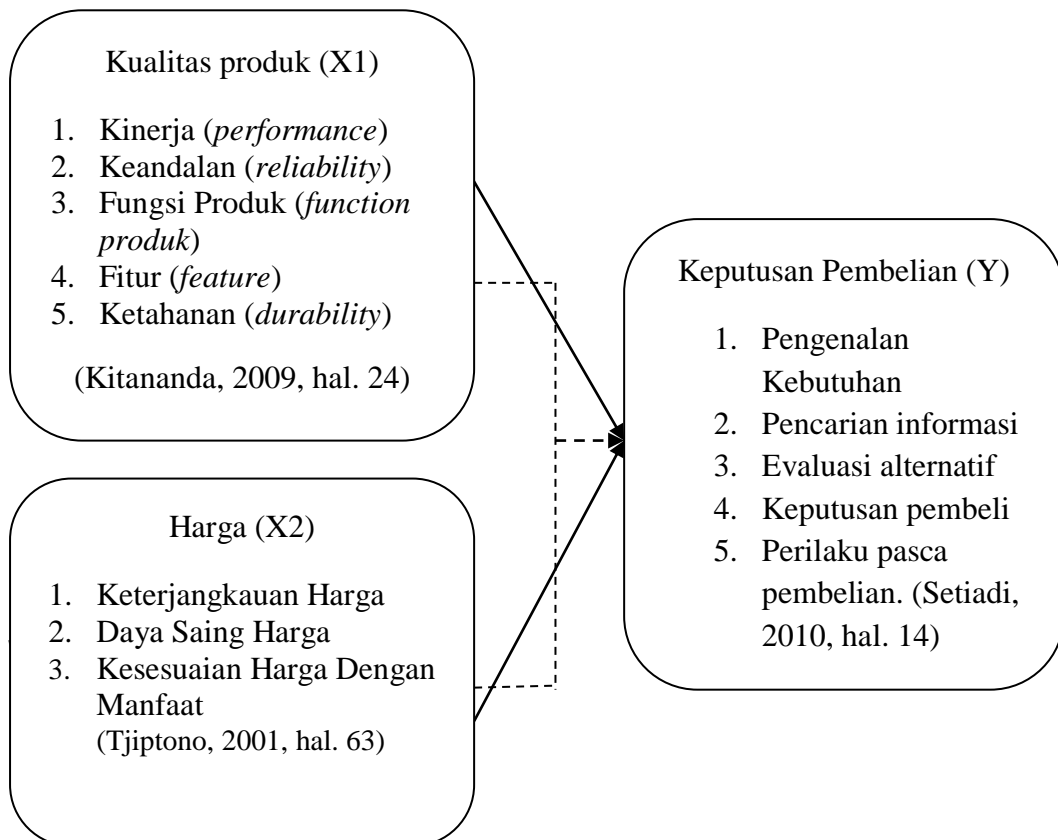 Kualitas produk (X1)
1. Kinerja (performance)
2. Keandalan (reliability)
3. Fungsi Produk (function
produk)
4. Fitur (feature)
5. Ketahanan (durability)
(Kitananda, 2009, hal. 24)
Harga (X2)
1. Keterjangkauan Harga
2. Daya Saing Harga
3. Kesesuaian Harga Dengan
Manfaat
(Tjiptono, 2001, hal. 63)
Keputusan Pembelian (Y)
1. Pengenalan
Kebutuhan
2. Pencarian informasi
3. Evaluasi alternatif
4. Keputusan pembeli
5. Perilaku pasca
pembelian. (Setiadi,
2010, hal. 14)